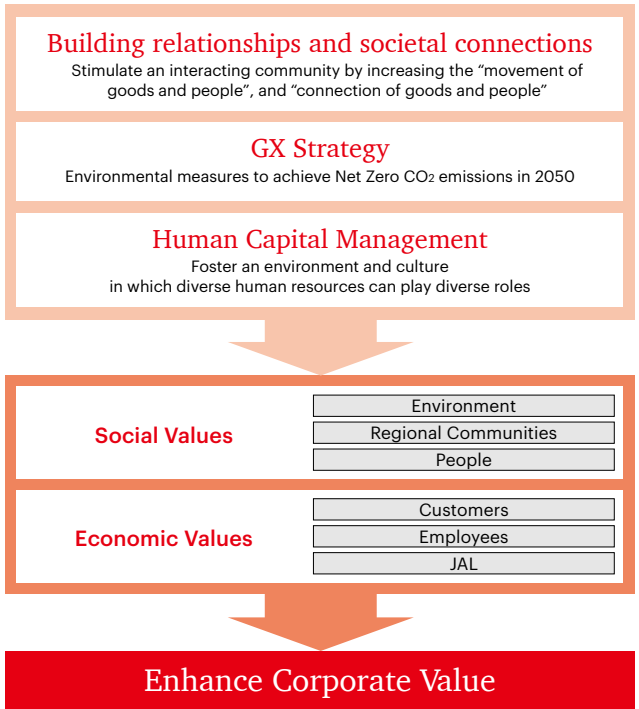 Building relationships and societal connections
Stimulate an interacting community by increasing the “movement of
goods and people”, and “connection of goods and people”
GX Strategy
Environmental measures to achieve Net Zero CO₂ emissions in 2050
Human Capital Management
Foster an environment and culture
in which diverse human resources can play diverse roles
Social Values
Environment
Regional Communities
People
Economic Values
Customers
Employees
JAL
Enhance Corporate Value